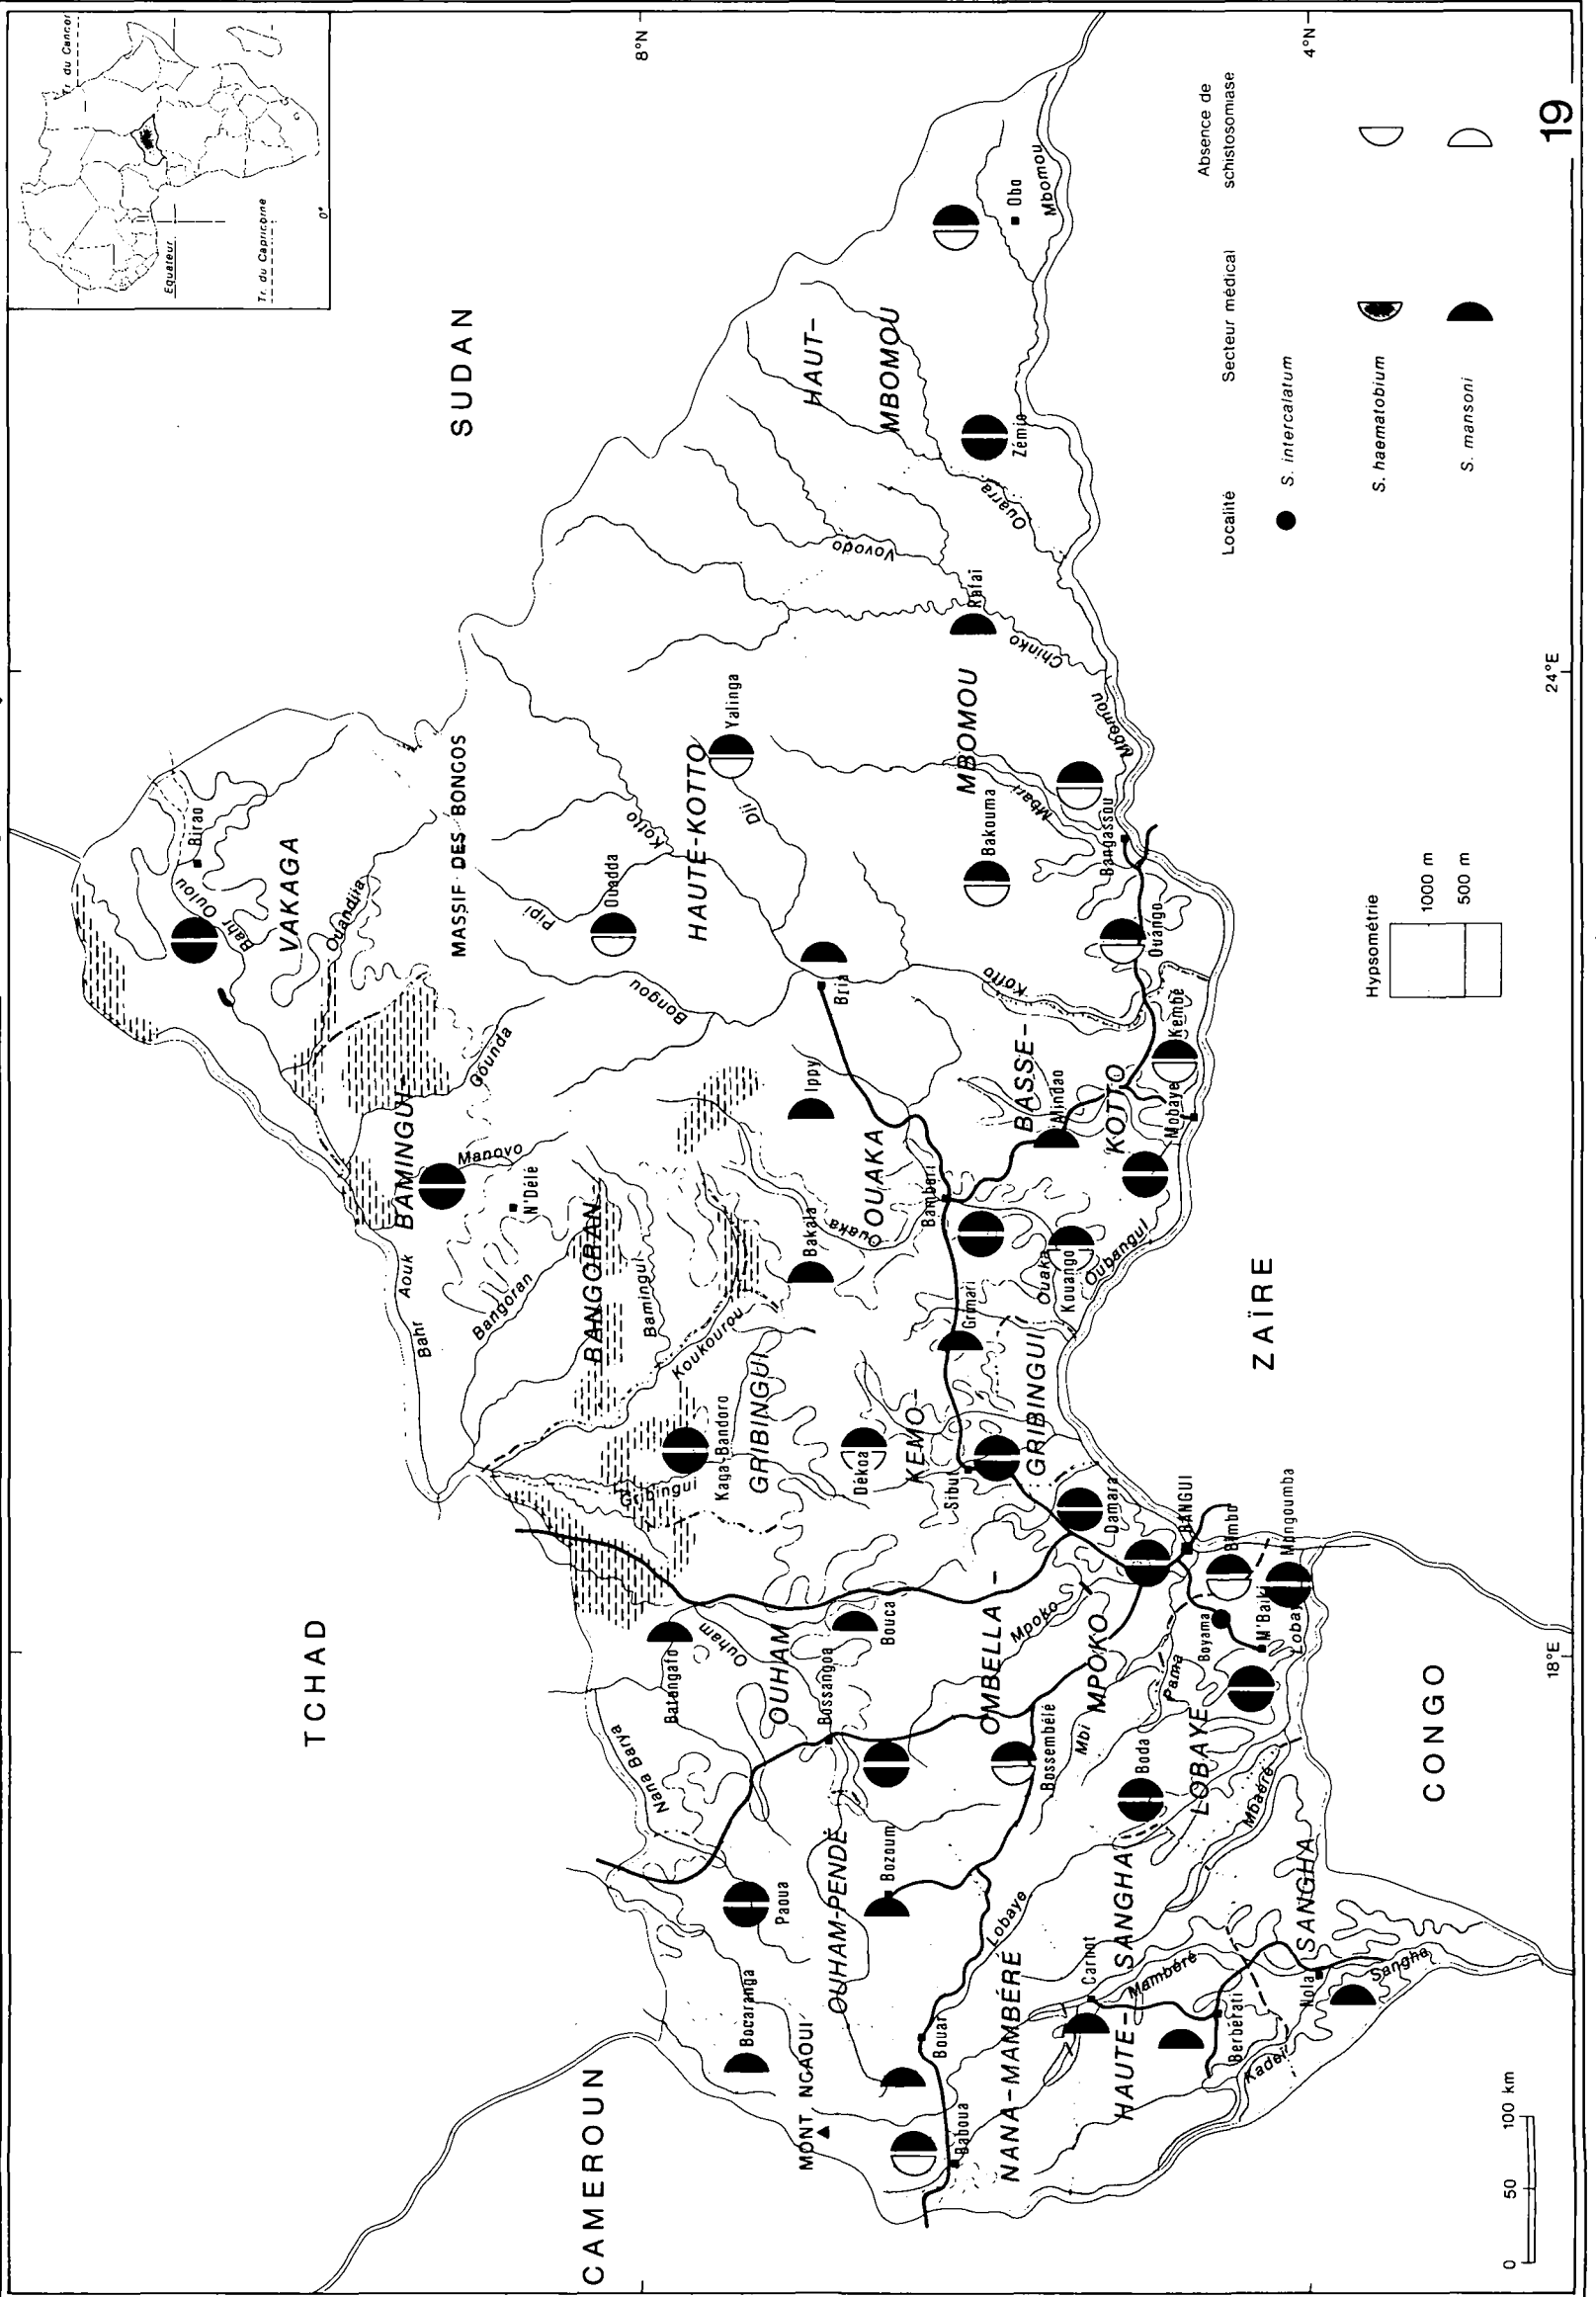 Tr. du Cancer
Equateur
Tr. du Capricorne
0°
8°N
4°N
24°E
18°E
TCHAD
SUDAN
CAMEROUN
ZAÏRE
CONGO
VAKAGA
Birao
Bahr Oulou
Ouandjia
MASSIF DES BONGOS
BAMINGUI-
BANGORAN
Gounda
Manovo
N'Délé
Bahr
Aouk
Bangoran
Bamingui
Koukourou
HAUTE-KOTTO
Pipi
Ouadda
Kotto
Yalinga
Dji
Bongou
Bria
Kotto
HAUT-
MBOMOU
Vovodo
Ouarra
Zémio
Obo
Mbomou
MBOMOU
Rafaï
Chinko
Mbomou
Bakouma
Mbari
Bangassou
Ouango
BASSE-
KOTTO
Kembé
Mobaye
Alindao
OUAKA
Ippy
Bakala
Ouaka
Bambari
Grimari
Ouaka
Kouango
Oubangui
GRIBINGUI
Gribingui
Kaga-Bandoro
KEMO-
GRIBINGUI
Dékoa
Sibut
OUHAM
Batangafo
Ouham
Bouca
Bossangoa
Nana Barya
OUHAM-PENDÉ
Paoua
Bozoum
Bocaranga
MONT NGAOUI
OMBELLA-
MPOKO
Mpoko
Damara
BANGUI
Bimbo
Bossembélé
Mbi
Pama
LOBAYE
Boyama
M'Baïki
Mongoumba
Lobaye
Boda
Mbaéré
NANA-MAMBÉRÉ
Lobaye
Bouar
Baboua
HAUTE-SANGHA
Carnot
Mambéré
Berbérati
Kadeï
SANGHA
Nola
Sangha
Localité
Secteur médical
Absence de
schistosomiase
S. intercalatum
S. haematobium
S. mansoni
Hypsométrie
1000 m
500 m
0 50 100 km
19